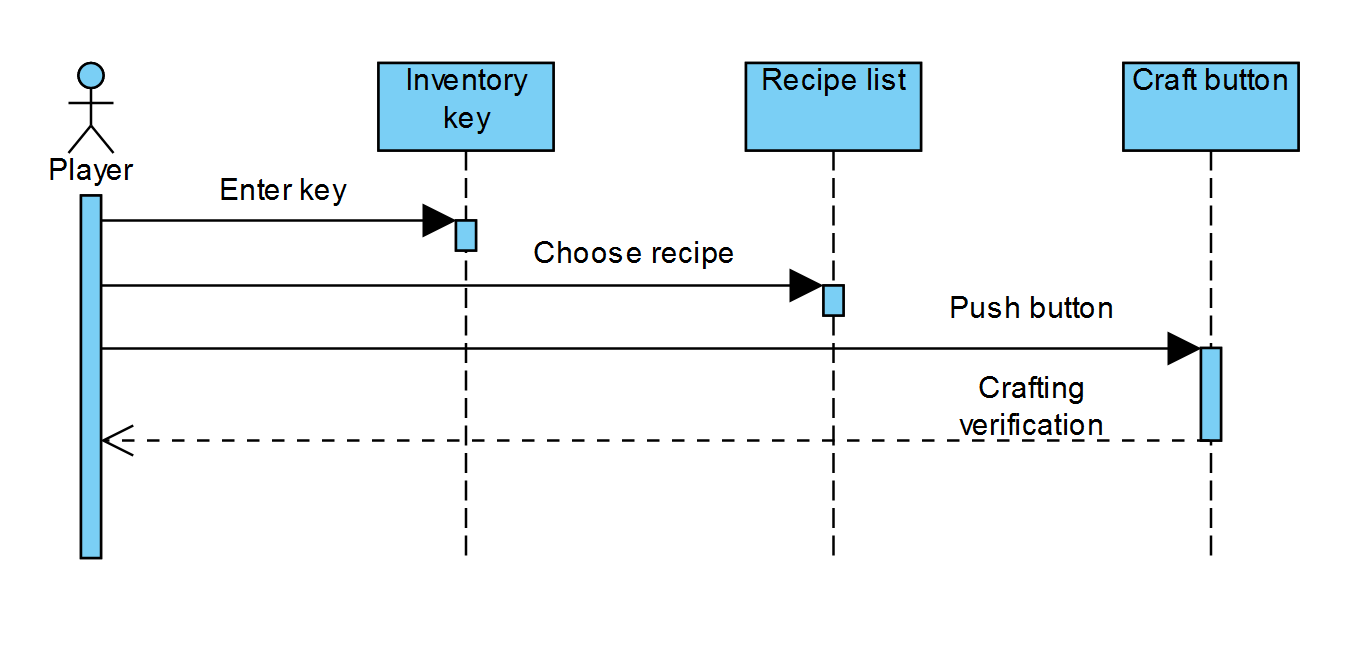 Inventory
key
Recipe list
Craft button
Player
Enter key
Choose recipe
Push button
Crafting
verification